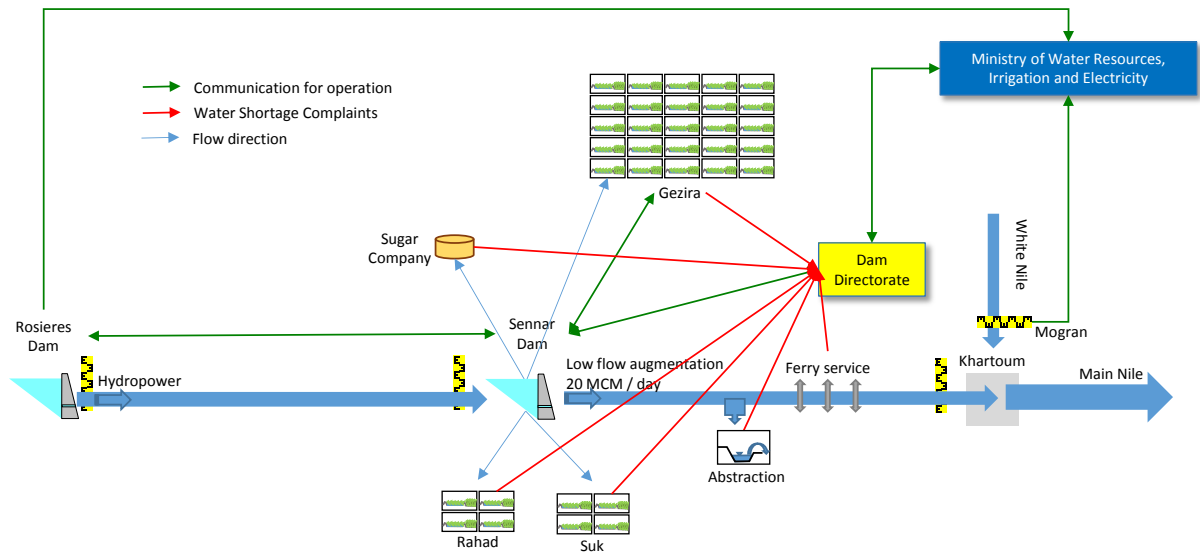 Ministry of Water Resources,
Irrigation and Electricity
Communication for operation
Water Shortage Complaints
Flow direction
Gezira
White Nile
Sugar
Company
Dam
Directorate
Rosieres
Dam
Sennar
Dam
Mogran
Khartoum
Hydropower
Low flow augmentation
20 MCM / day
Ferry service
Main Nile
Abstraction
Rahad
Suk